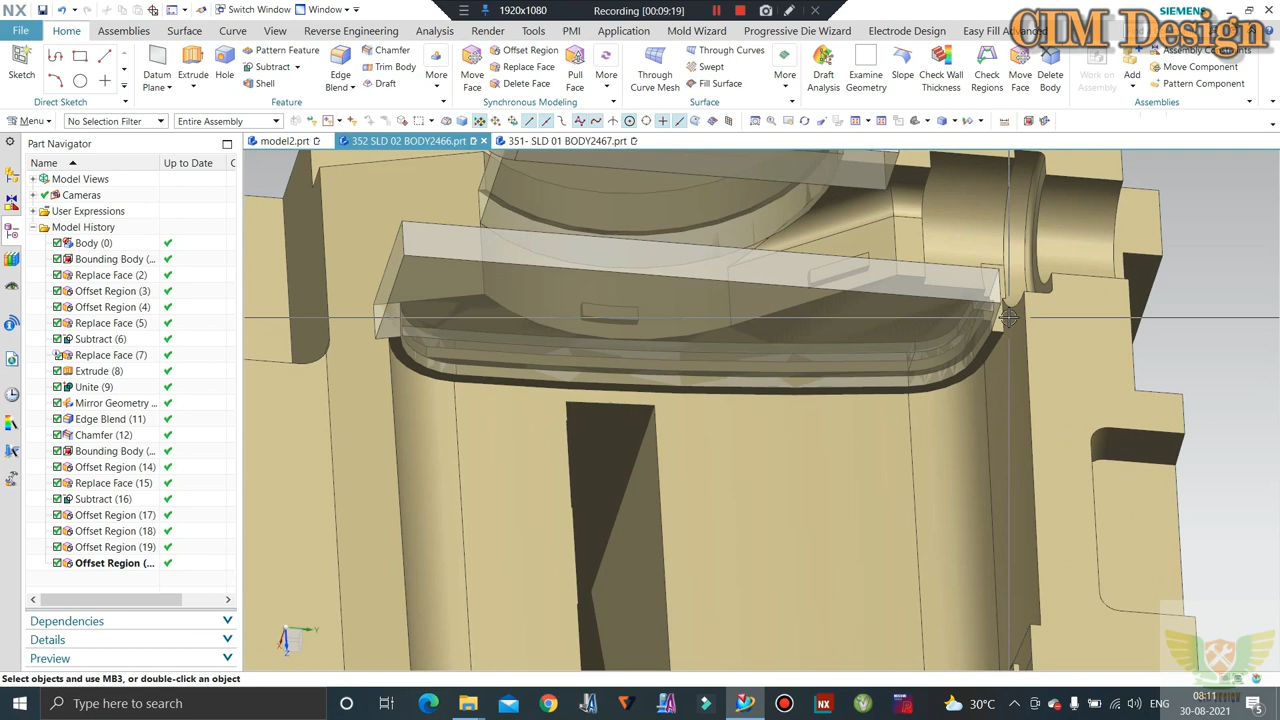 NX
Switch Window
Window
1920x1080
Recording [00:09:19]
SIEMENS
CIM Design
File
Home
Assemblies
Surface
Curve
View
Reverse Engineering
Analysis
Render
Tools
PMI
Application
Mold Wizard
Progressive Die Wizard
Electrode Design
Easy Fill Advanced
Sketch
Direct Sketch
Datum Plane
Extrude
Hole
Pattern Feature
Subtract
Shell
Edge Blend
Chamfer
Trim Body
Draft
More
Feature
Move Face
Offset Region
Replace Face
Delete Face
Pull Face
More
Synchronous Modeling
Through Curve Mesh
Through Curves
Swept
Fill Surface
More
Surface
Draft Analysis
Examine Geometry
Slope
Check Wall Thickness
Check Regions
Move Face
Delete Body
Work on Assembly
Add
Assembly Constraints
Move Component
Pattern Component
Assemblies
Menu
No Selection Filter
Entire Assembly
Part Navigator
model2.prt
352 SLD 02 BODY2466.prt
351- SLD 01 BODY2467.prt
Name
Up to Date
C
Model Views
Cameras
User Expressions
Model History
Body (0)
Bounding Body (...
Replace Face (2)
Offset Region (3)
Offset Region (4)
Replace Face (5)
Subtract (6)
Replace Face (7)
Extrude (8)
Unite (9)
Mirror Geometry ...
Edge Blend (11)
Chamfer (12)
Bounding Body (...
Offset Region (14)
Replace Face (15)
Subtract (16)
Offset Region (17)
Offset Region (18)
Offset Region (19)
Offset Region (...
Dependencies
Details
Preview
Y
Z
Select objects and use MB3, or double-click an object
Type here to search
30°C
ENG
08:11
30-08-2021
5